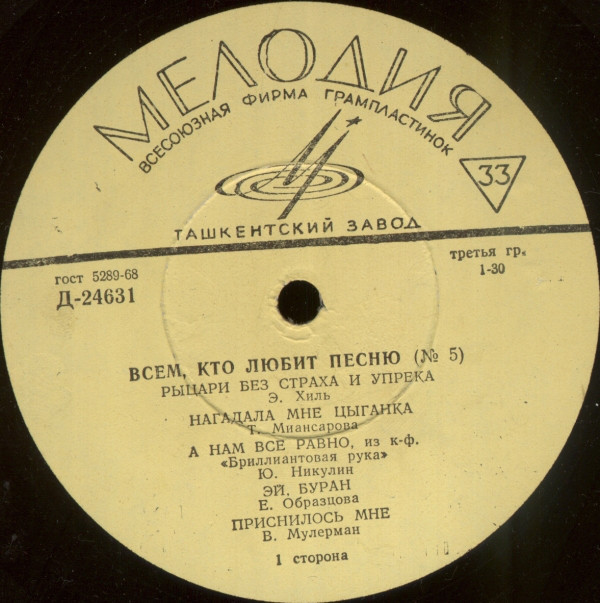 МЕЛОДИЯ
ВСЕСОЮЗНАЯ ФИРМА ГРАМПЛАСТИНОК
33
ТАШКЕНТСКИЙ ЗАВОД
гост 5289-68
Д-24631
третья гр.
1-30
ВСЕМ, КТО ЛЮБИТ ПЕСНЮ (№ 5)
РЫЦАРИ БЕЗ СТРАХА И УПРЕКА
Э. Хиль
НАГАДАЛА МНЕ ЦЫГАНКА
Т. Миансарова
А НАМ ВСЕ РАВНО, из к-ф.
«Бриллиантовая рука»
Ю. Никулин
ЭЙ, БУРАН
Е. Образцова
ПРИСНИЛОСЬ МНЕ
В. Мулерман
1 сторона